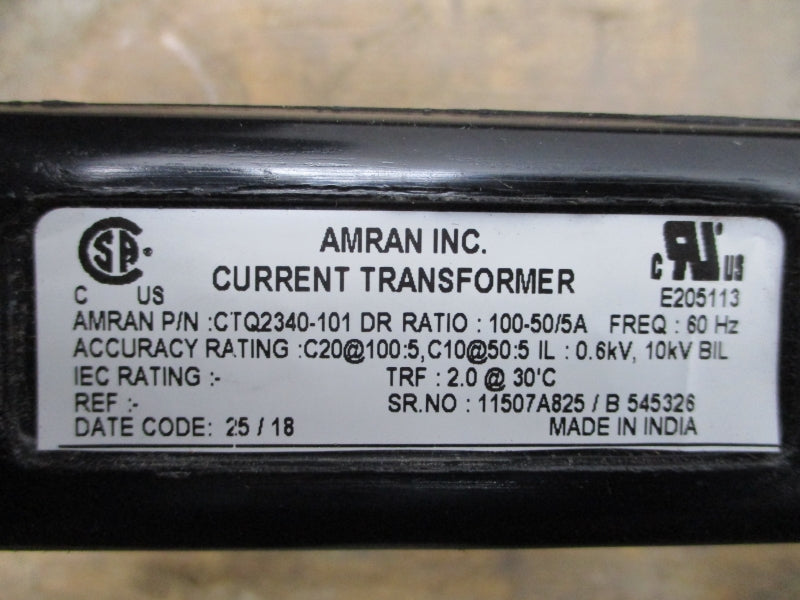 AMRAN INC.
CURRENT TRANSFORMER
SA
C US
C RU US
E205113
AMRAN P/N :CTQ2340-101 DR RATIO : 100-50/5A FREQ : 60 Hz
ACCURACY RATING :C20@100:5,C10@50:5 IL : 0.6kV, 10kV BIL
IEC RATING :- TRF : 2.0 @ 30'C
REF :- SR.NO : 11507A825 / B 545326
DATE CODE: 25 / 18 MADE IN INDIA